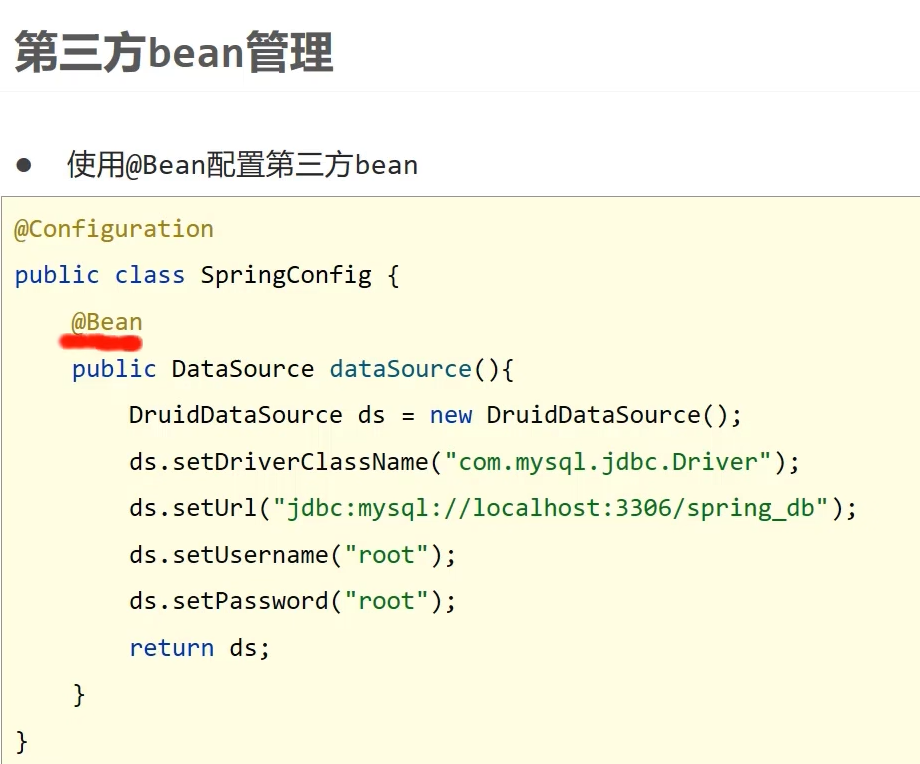 第三方bean管理
● 使用@Bean配置第三方bean
@Configuration
public class SpringConfig {
    @Bean
    public DataSource dataSource(){
        DruidDataSource ds = new DruidDataSource();
        ds.setDriverClassName("com.mysql.jdbc.Driver");
        ds.setUrl("jdbc:mysql://localhost:3306/spring_db");
        ds.setUsername("root");
        ds.setPassword("root");
        return ds;
    }
}